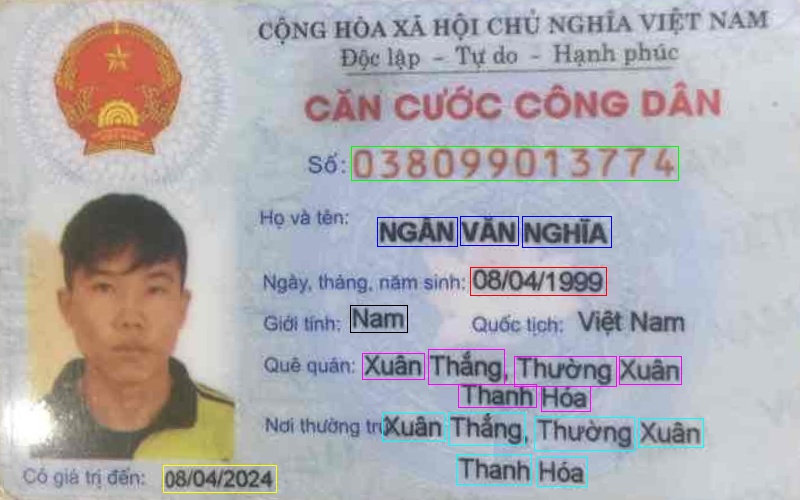 CỘNG HÒA XÃ HỘI CHỦ NGHĨA VIỆT NAM
Độc lập - Tự do - Hạnh phúc
CĂN CƯỚC CÔNG DÂN
Số: 038099013774
Họ và tên: NGÂN VĂN NGHĨA
Ngày, tháng, năm sinh: 08/04/1999
Giới tính: Nam Quốc tịch: Việt Nam
Quê quán: Xuân Thắng, Thường Xuân
Thanh Hóa
Nơi thường trú: Xuân Thắng, Thường Xuân
Thanh Hóa
Có giá trị đến: 08/04/2024